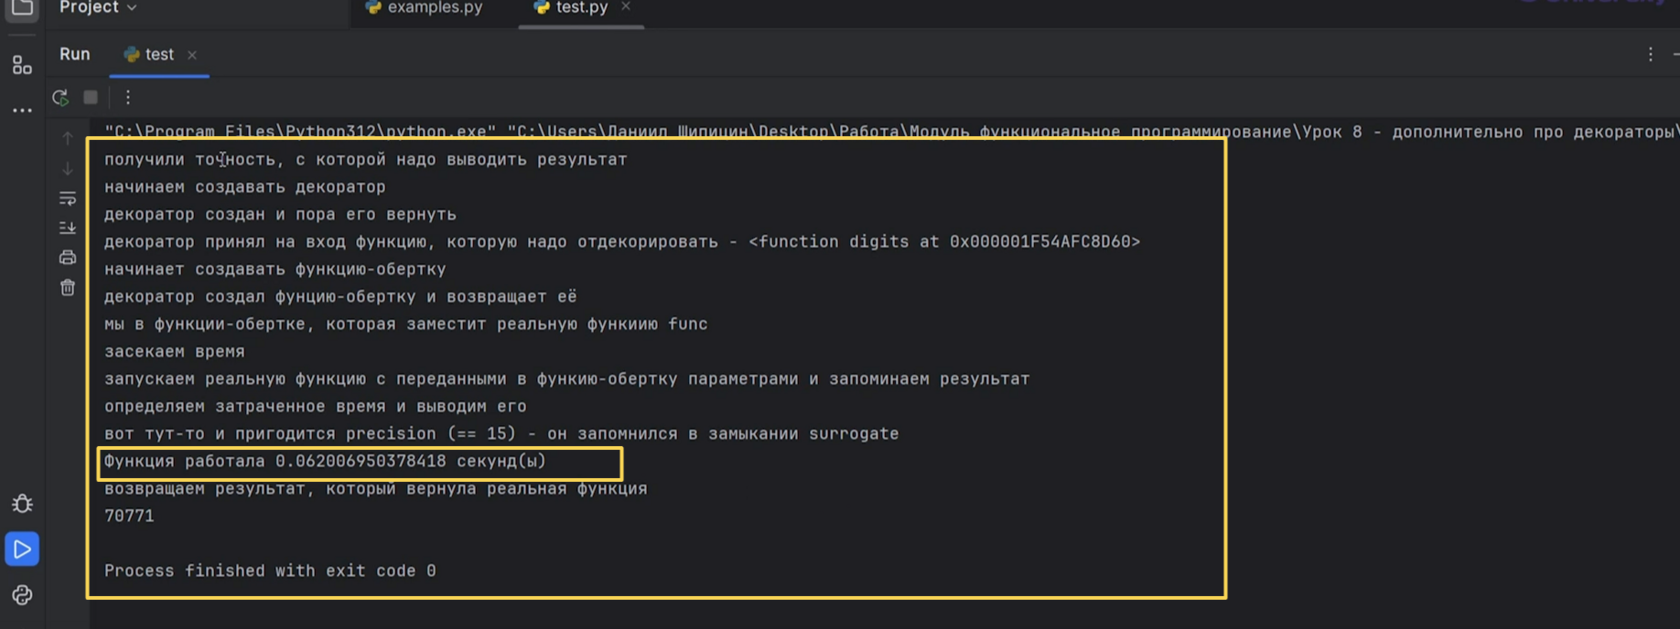 Project
examples.py
test.py
Run
test
"C:\Program Files\Python312\python.exe" "C:\Users\Даниил Шипицин\Desktop\Работа\Модуль функциональное программирование\Урок 8 - дополнительно про декораторы\
получили точность, с которой надо выводить результат
начинаем создавать декоратор
декоратор создан и пора его вернуть
декоратор принял на вход функцию, которую надо отдекорировать - <function digits at 0x000001F54AFC8D60>
начинает создавать функцию-обертку
декоратор создал фунцию-обертку и возвращает её
мы в функции-обертке, которая заместит реальную функиию func
засекаем время
запускаем реальную функцию с переданными в функию-обертку параметрами и запоминаем результат
определяем затраченное время и выводим его
вот тут-то и пригодится precision (== 15) - он запомнился в замыкании surrogate
Функция работала 0.062006950378418 секунд(ы)
возвращаем результат, который вернула реальная функция
70771
Process finished with exit code 0